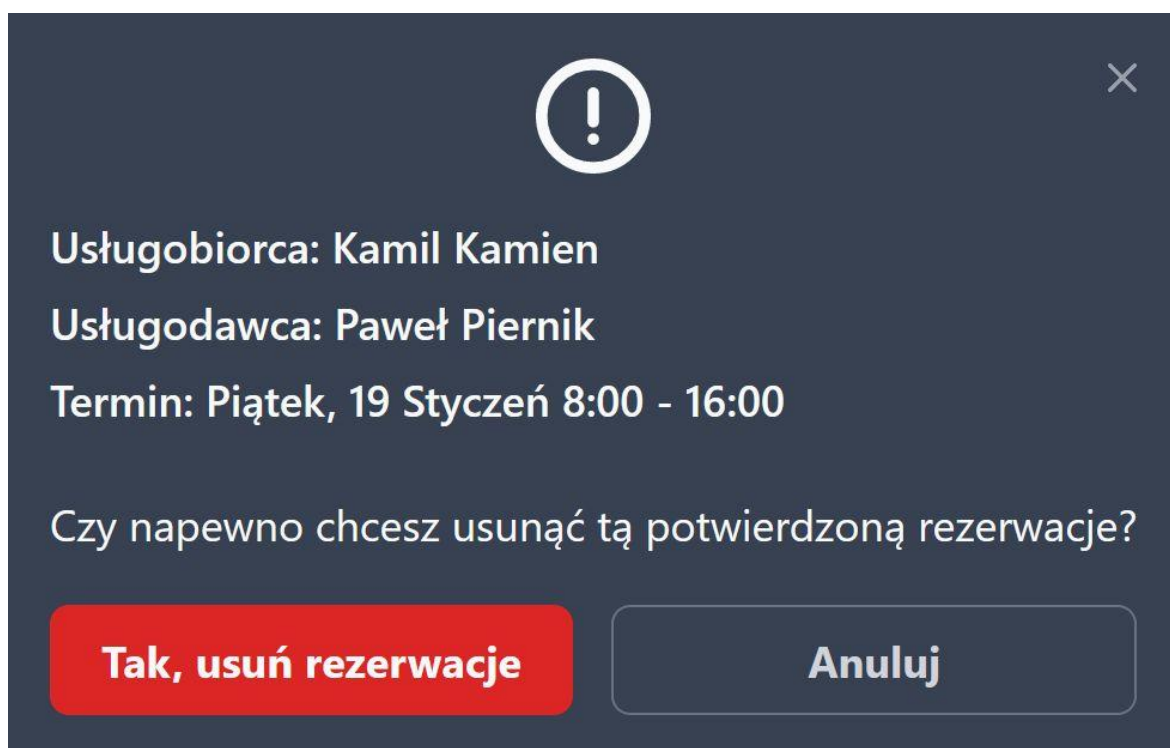 Usługobiorca: Kamil Kamien
Usługodawca: Paweł Piernik
Termin: Piątek, 19 Styczeń 8:00 - 16:00
Czy napewno chcesz usunąć tą potwierdzoną rezerwacje?
Tak, usuń rezerwacje
Anuluj